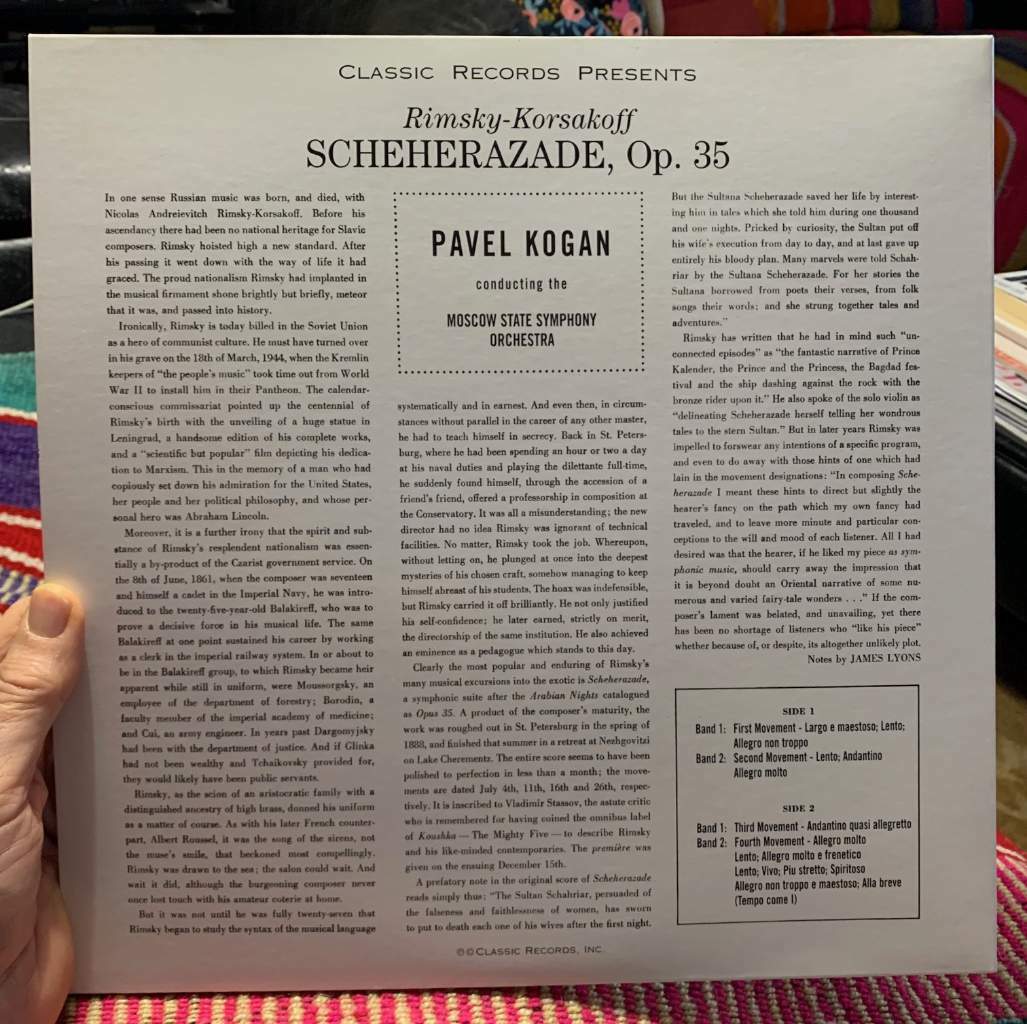 CLASSIC RECORDS PRESENTS
Rimsky-Korsakoff
SCHEHERAZADE, Op. 35
In one sense Russian music was born, and died, with
Nicolas Andreievitch Rimsky-Korsakoff. Before his
ascendancy there had been no national heritage for Slavic
composers. Rimsky hoisted high a new standard. After
his passing it went down with the way of life it had
graced. The proud nationalism Rimsky had implanted in
the musical firmament shone brightly but briefly, meteor
that it was, and passed into history.
Ironically, Rimsky is today billed in the Soviet Union
as a hero of communist culture. He must have turned over
in his grave on the 18th of March, 1944, when the Kremlin
keepers of "the people's music" took time out from World
War II to install him in their Pantheon. The calendar-
conscious commissariat pointed up the centennial of
Rimsky's birth with the unveiling of a huge statue in
Leningrad, a handsome edition of his complete works,
and a "scientific but popular" film depicting his dedica-
tion to Marxism. This in the memory of a man who had
copiously set down his admiration for the United States,
her people and her political philosophy, and whose per-
sonal hero was Abraham Lincoln.
Moreover, it is a further irony that the spirit and sub-
stance of Rimsky's resplendent nationalism was essen-
tially a by-product of the Czarist government service. On
the 8th of June, 1861, when the composer was seventeen
and himself a cadet in the Imperial Navy, he was intro-
duced to the twenty-five-year-old Balakireff, who was to
prove a decisive force in his musical life. The same
Balakireff at one point sustained his career by working
as a clerk in the imperial railway system. In or about to
be in the Balakireff group, to which Rimsky became heir
apparent while still in uniform, were Moussorgsky, an
employee of the department of forestry; Borodin, a
faculty member of the imperial academy of medicine;
and Cui, an army engineer. In years past Dargomyjsky
had been with the department of justice. And if Glinka
had not been wealthy and Tchaikovsky provided for,
they would likely have been public servants.
Rimsky, as the scion of an aristocratic family with a
distinguished ancestry of high brass, donned his uniform
as a matter of course. As with his later French counter-
part, Albert Roussel, it was the song of the sirens, not
the muse's smile, that beckoned most compellingly.
Rimsky was drawn to the sea; the salon could wait. And
wait it did, although the burgeoning composer never
once lost touch with his amateur coterie at home.
But it was not until he was fully twenty-seven that
Rimsky began to study the syntax of the musical language
PAVEL KOGAN
conducting the
MOSCOW STATE SYMPHONY
ORCHESTRA
systematically and in earnest. And even then, in circum-
stances without parallel in the career of any other master,
he had to teach himself in secrecy. Back in St. Peters-
burg, where he had been spending an hour or two a day
at his naval duties and playing the dilettante full-time,
he suddenly found himself, through the accession of a
friend's friend, offered a professorship in composition at
the Conservatory. It was all a misunderstanding; the new
director had no idea Rimsky was ignorant of technical
facilities. No matter, Rimsky took the job. Whereupon,
without letting on, he plunged at once into the deepest
mysteries of his chosen craft, somehow managing to keep
himself abreast of his students. The hoax was indefensible,
but Rimsky carried it off brilliantly. He not only justified
his self-confidence; he later earned, strictly on merit,
the directorship of the same institution. He also achieved
an eminence as a pedagogue which stands to this day.
Clearly the most popular and enduring of Rimsky's
many musical excursions into the exotic is Scheherazade,
a symphonic suite after the Arabian Nights catalogued
as Opus 35. A product of the composer's maturity, the
work was roughed out in St. Petersburg in the spring of
1888, and finished that summer in a retreat at Nezhgovitzi
on Lake Cherementz. The entire score seems to have been
polished to perfection in less than a month; the move-
ments are dated July 4th, 11th, 16th and 26th, respec-
tively. It is inscribed to Vladimir Stassov, the astute critic
who is remembered for having coined the omnibus label
of Koushka — The Mighty Five — to describe Rimsky
and his like-minded contemporaries. The première was
given on the ensuing December 15th.
A prefatory note in the original score of Scheherazade
reads simply thus: "The Sultan Schahriar, persuaded of
the falseness and faithlessness of women, has sworn
to put to death each one of his wives after the first night.
But the Sultana Scheherazade saved her life by interest-
ing him in tales which she told him during one thousand
and one nights. Pricked by curiosity, the Sultan put off
his wife's execution from day to day, and at last gave up
entirely his bloody plan. Many marvels were told Schah-
riar by the Sultana Scheherazade. For her stories the
Sultana borrowed from poets their verses, from folk
songs their words; and she strung together tales and
adventures."
Rimsky has written that he had in mind such "un-
connected episodes" as "the fantastic narrative of Prince
Kalender, the Prince and the Princess, the Bagdad fes-
tival and the ship dashing against the rock with the
bronze rider upon it." He also spoke of the solo violin as
"delineating Scheherazade herself telling her wondrous
tales to the stern Sultan." But in later years Rimsky was
impelled to forswear any intentions of a specific program,
and even to do away with those hints of one which had
lain in the movement designations: "In composing Sche-
herazade I meant these hints to direct but slightly the
hearer's fancy on the path which my own fancy had
traveled, and to leave more minute and particular con-
ceptions to the will and mood of each listener. All I had
desired was that the hearer, if he liked my piece as sym-
phonic music, should carry away the impression that
it is beyond doubt an Oriental narrative of some nu-
merous and varied fairy-tale wonders . . ." If the com-
poser's lament was belated, and unavailing, yet there
has been no shortage of listeners who "like his piece"
whether because of, or despite, its altogether unlikely plot.
Notes by JAMES LYONS
SIDE 1
Band 1: First Movement - Largo e maestoso; Lento;
Allegro non troppo
Band 2: Second Movement - Lento; Andantino
Allegro molto
SIDE 2
Band 1: Third Movement - Andantino quasi allegretto
Band 2: Fourth Movement - Allegro molto
Lento; Allegro molto e frenetico
Lento; Vivo; Piu stretto; Spiritoso
Allegro non troppo e maestoso; Alla breve
(Tempo come I)
℗©CLASSIC RECORDS, INC.